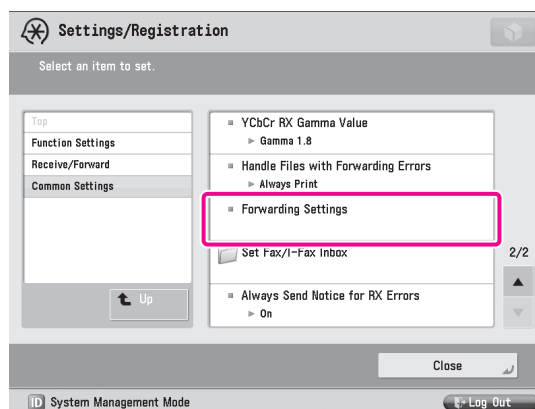 Settings/Registration
Select an item to set.
Top
Function Settings
Receive/Forward
Common Settings
Up
YCbCr RX Gamma Value
Gamma 1.8
Handle Files with Forwarding Errors
Always Print
Forwarding Settings
Set Fax/I-Fax Inbox
Always Send Notice for RX Errors
On
2/2
Close
ID System Management Mode
Log Out